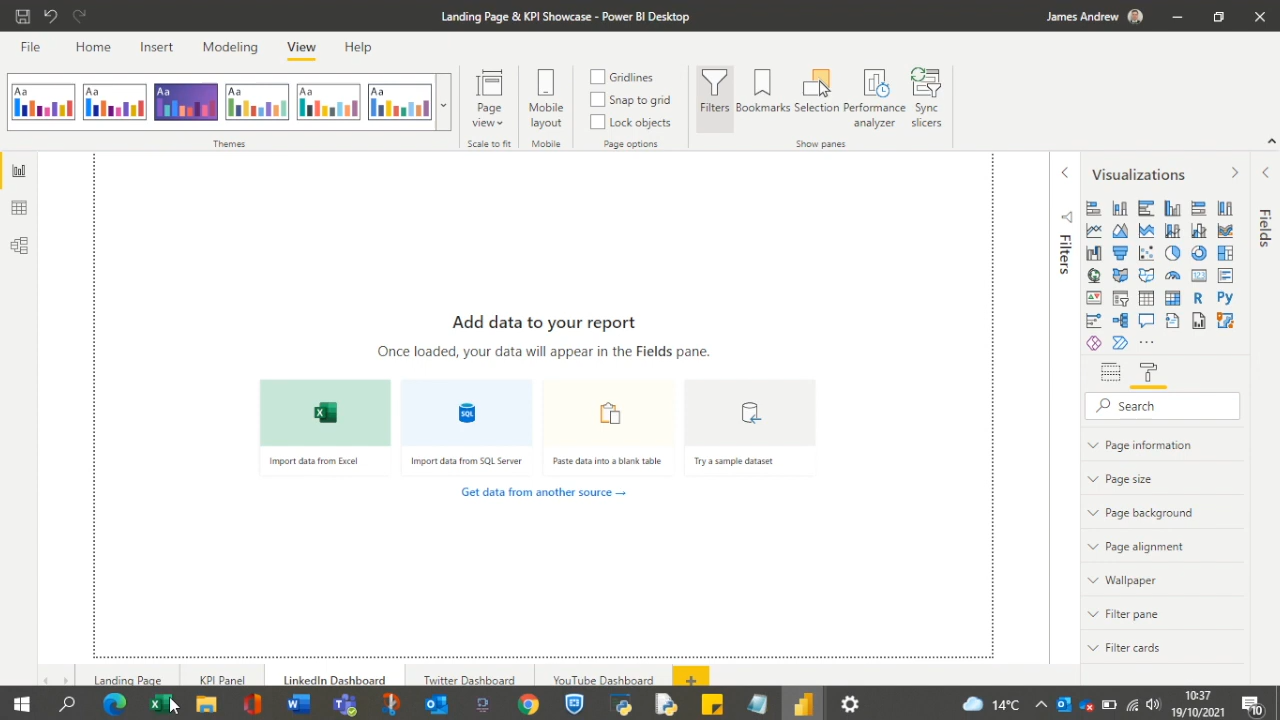 Landing Page & KPI Showcase - Power BI Desktop
James Andrew
File Home Insert Modeling View Help
Aa Aa Aa Aa Aa Aa
Page view
Mobile layout
Gridlines
Snap to grid
Lock objects
Filters
Bookmarks
Selection
Performance analyzer
Sync slicers
Themes
Scale to fit
Mobile
Page options
Show panes
Add data to your report
Once loaded, your data will appear in the Fields pane.
SQL
Import data from Excel
Import data from SQL Server
Paste data into a blank table
Try a sample dataset
Get data from another source →
Filters
Visualizations
123
R
Py
Search
Page information
Page size
Page background
Page alignment
Wallpaper
Filter pane
Filter cards
Fields
Landing Page
KPI Panel
LinkedIn Dashboard
Twitter Dashboard
YouTube Dashboard
+
14°C
10:37
19/10/2021
10